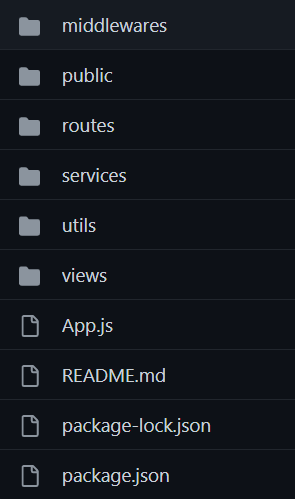 middlewares
public
routes
services
utils
views
App.js
README.md
package-lock.json
package.json